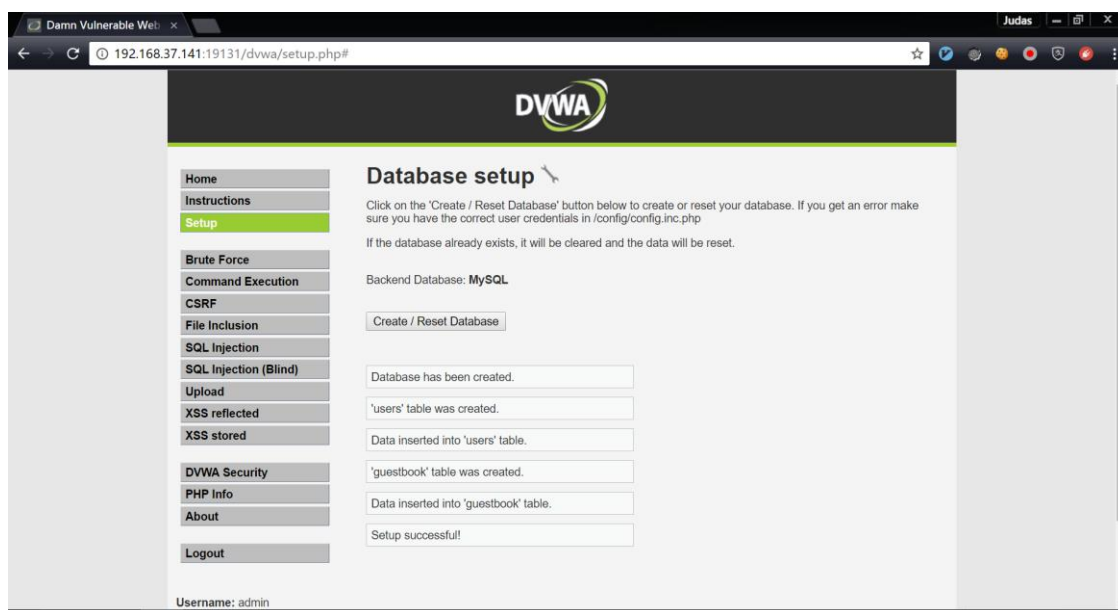 Damn Vulnerable Web
Judas
192.168.37.141:19131/dvwa/setup.php#
DVWA
Home
Instructions
Setup
Brute Force
Command Execution
CSRF
File Inclusion
SQL Injection
SQL Injection (Blind)
Upload
XSS reflected
XSS stored
DVWA Security
PHP Info
About
Logout
Username: admin
Database setup
Click on the 'Create / Reset Database' button below to create or reset your database. If you get an error make
sure you have the correct user credentials in /config/config.inc.php
If the database already exists, it will be cleared and the data will be reset.
Backend Database: MySQL
Create / Reset Database
Database has been created.
'users' table was created.
Data inserted into 'users' table.
'guestbook' table was created.
Data inserted into 'guestbook' table.
Setup successful!